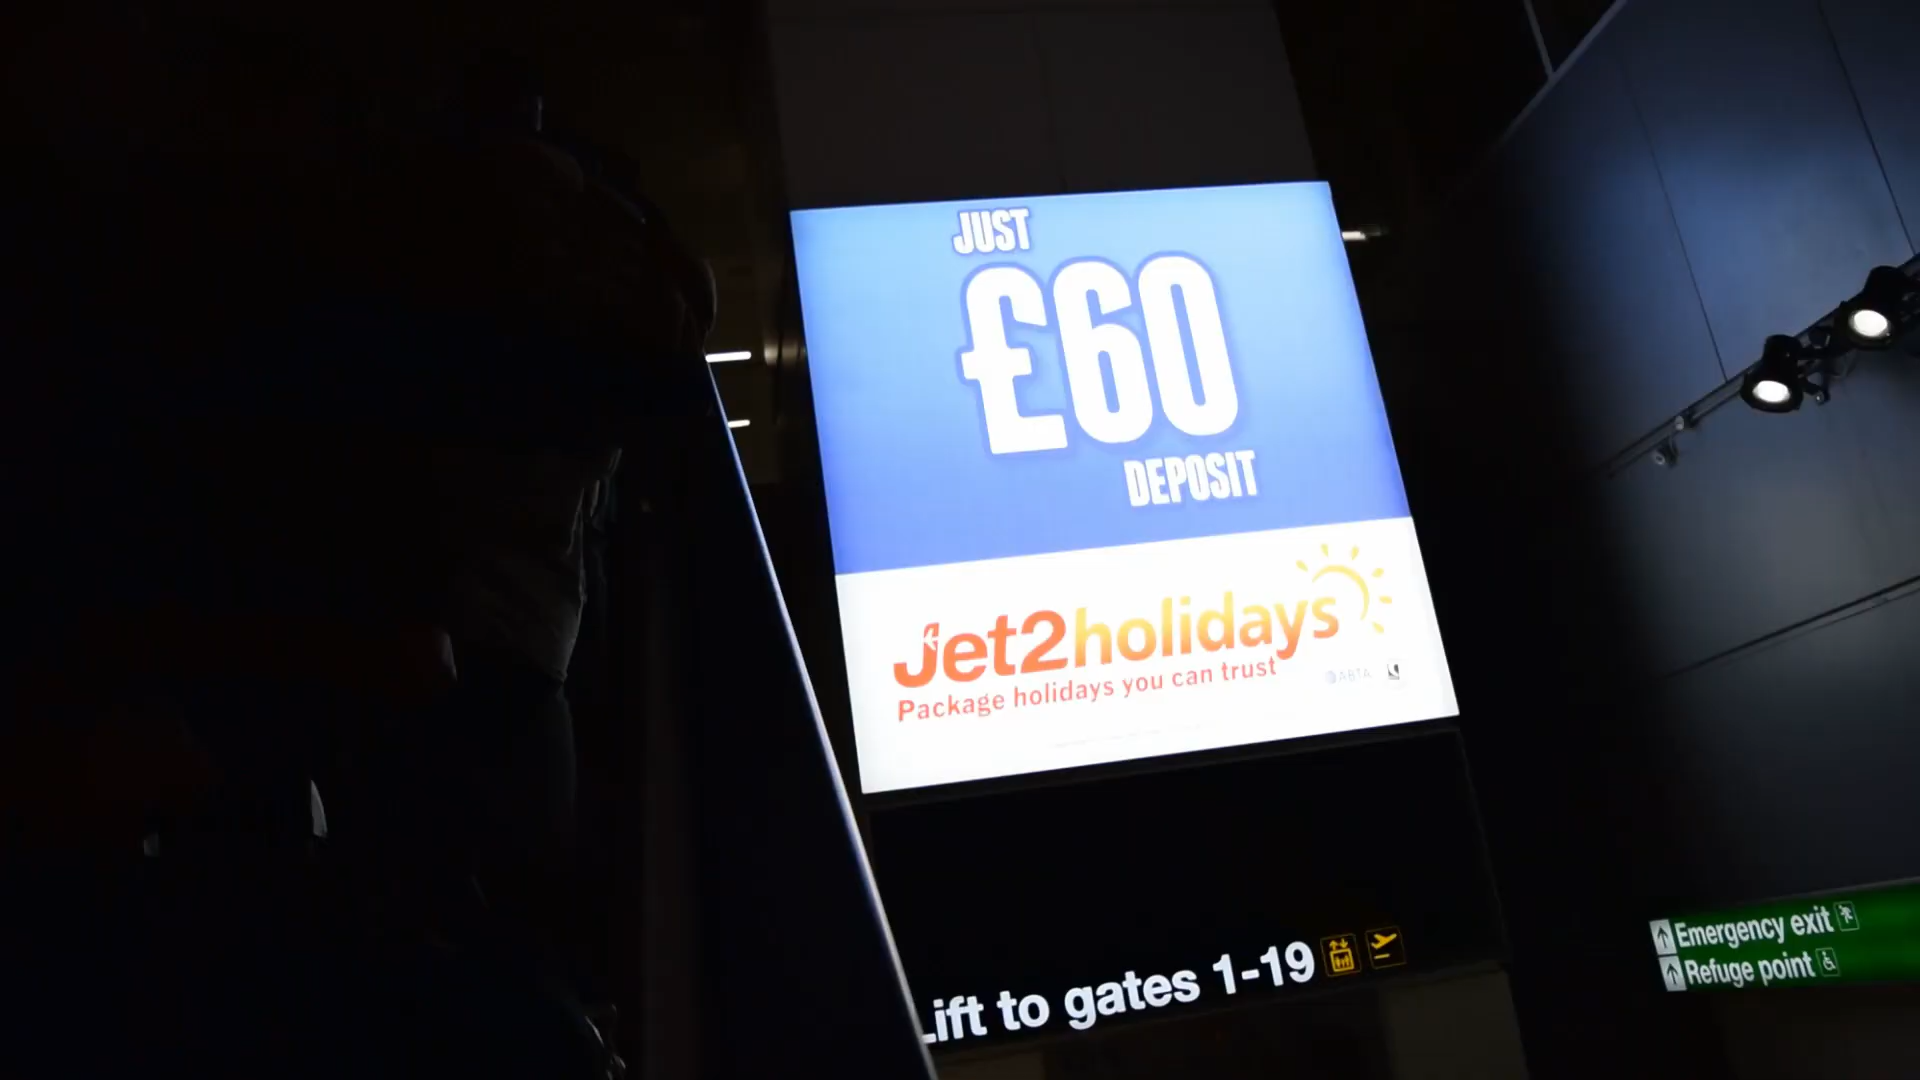 JUST
£60
DEPOSIT
Jet2holidays
Package holidays you can trust
ABTA
Lift to gates 1-19
Emergency exit
Refuge point